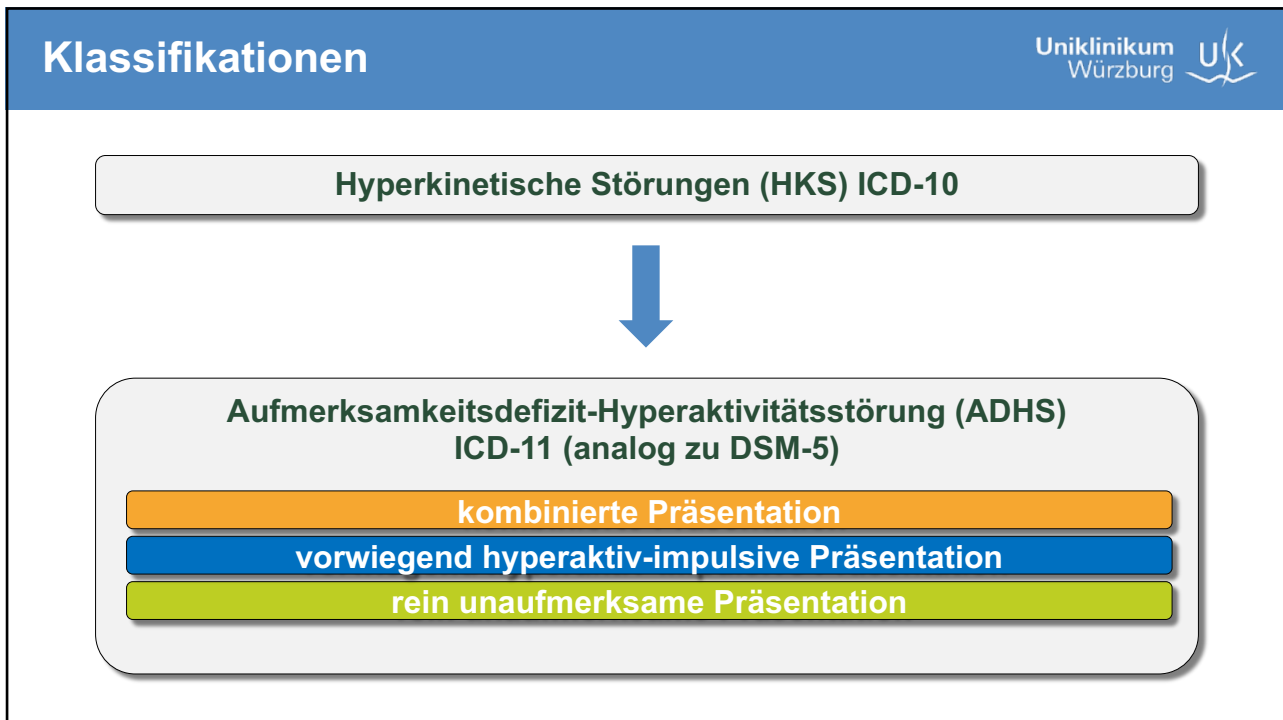 Klassifikationen
Uniklinikum
Würzburg
UK
Hyperkinetische Störungen (HKS) ICD-10
Aufmerksamkeitsdefizit-Hyperaktivitätsstörung (ADHS)
ICD-11 (analog zu DSM-5)
kombinierte Präsentation
vorwiegend hyperaktiv-impulsive Präsentation
rein unaufmerksame Präsentation